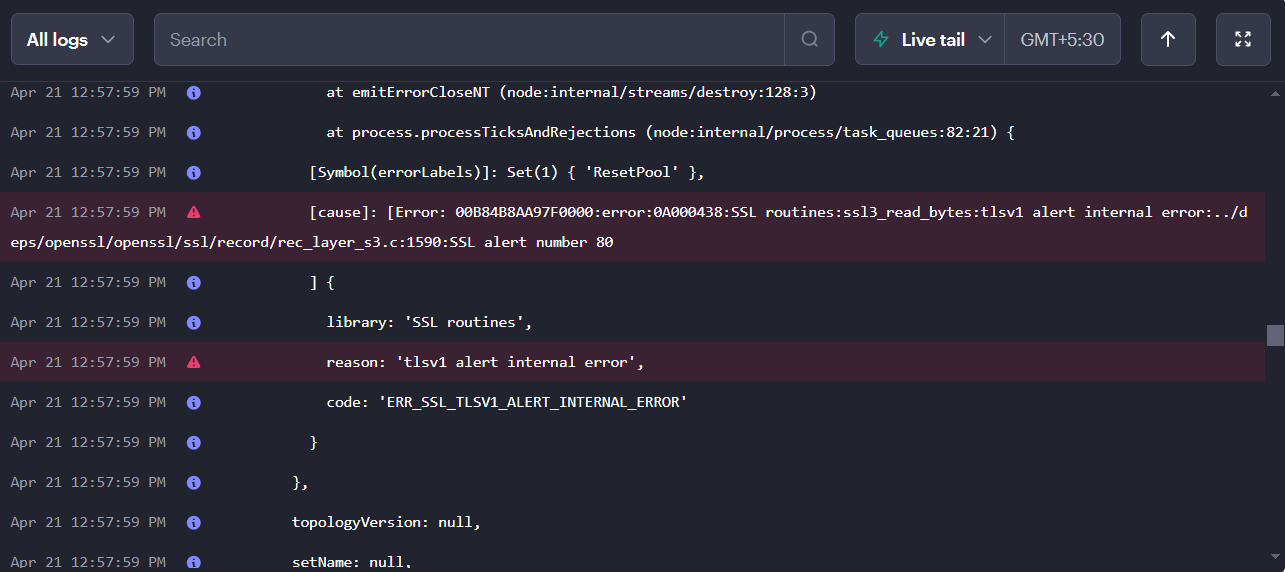 All logs
Search
Live tail
GMT+5:30
Apr 21 12:57:59 PM at emitErrorCloseNT (node:internal/streams/destroy:128:3)
Apr 21 12:57:59 PM at process.processTicksAndRejections (node:internal/process/task_queues:82:21) {
Apr 21 12:57:59 PM [Symbol(errorLabels)]: Set(1) { 'ResetPool' },
Apr 21 12:57:59 PM [cause]: [Error: 00B84B8AA97F0000:error:0A000438:SSL routines:ssl3_read_bytes:tlsv1 alert internal error:../d
eps/openssl/openssl/ssl/record/rec_layer_s3.c:1590:SSL alert number 80
Apr 21 12:57:59 PM ] {
Apr 21 12:57:59 PM library: 'SSL routines',
Apr 21 12:57:59 PM reason: 'tlsv1 alert internal error',
Apr 21 12:57:59 PM code: 'ERR_SSL_TLSV1_ALERT_INTERNAL_ERROR'
Apr 21 12:57:59 PM }
Apr 21 12:57:59 PM },
Apr 21 12:57:59 PM topologyVersion: null,
Apr 21 12:57:59 PM setName: null,